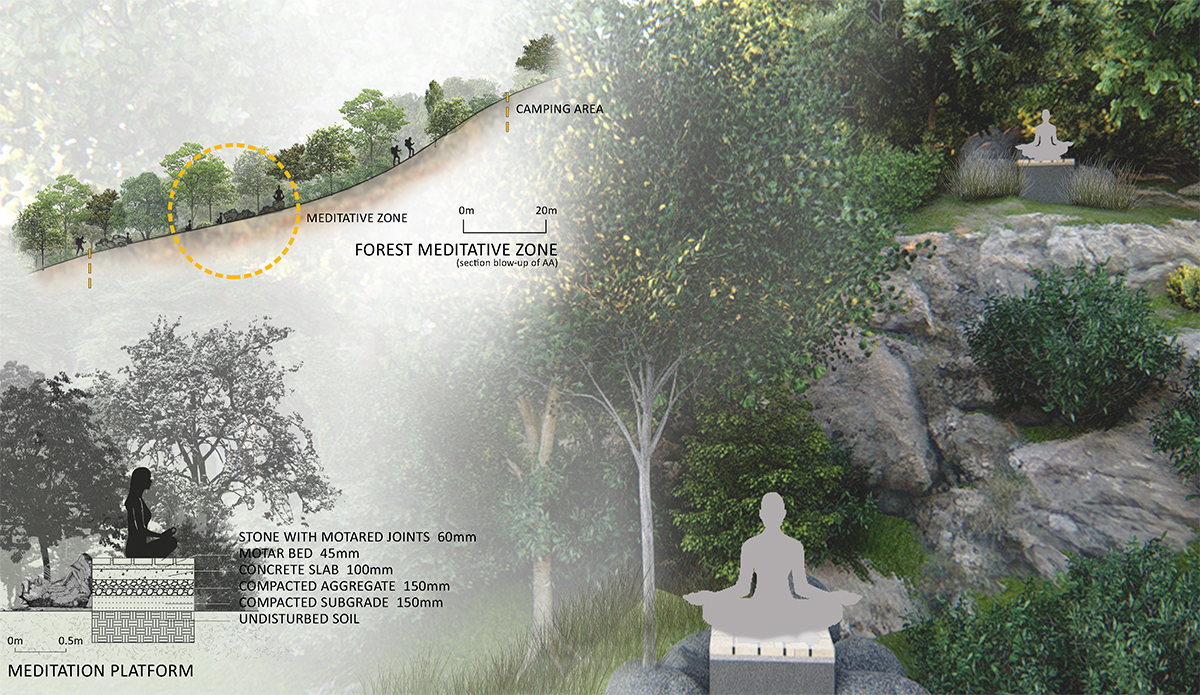 CAMPING AREA
MEDITATIVE ZONE
0m 20m
FOREST MEDITATIVE ZONE
(section blow-up of AA)
STONE WITH MOTARED JOINTS 60mm
MOTAR BED 45mm
CONCRETE SLAB 100mm
COMPACTED AGGREGATE 150mm
COMPACTED SUBGRADE 150mm
UNDISTURBED SOIL
0m 0.5m
MEDITATION PLATFORM